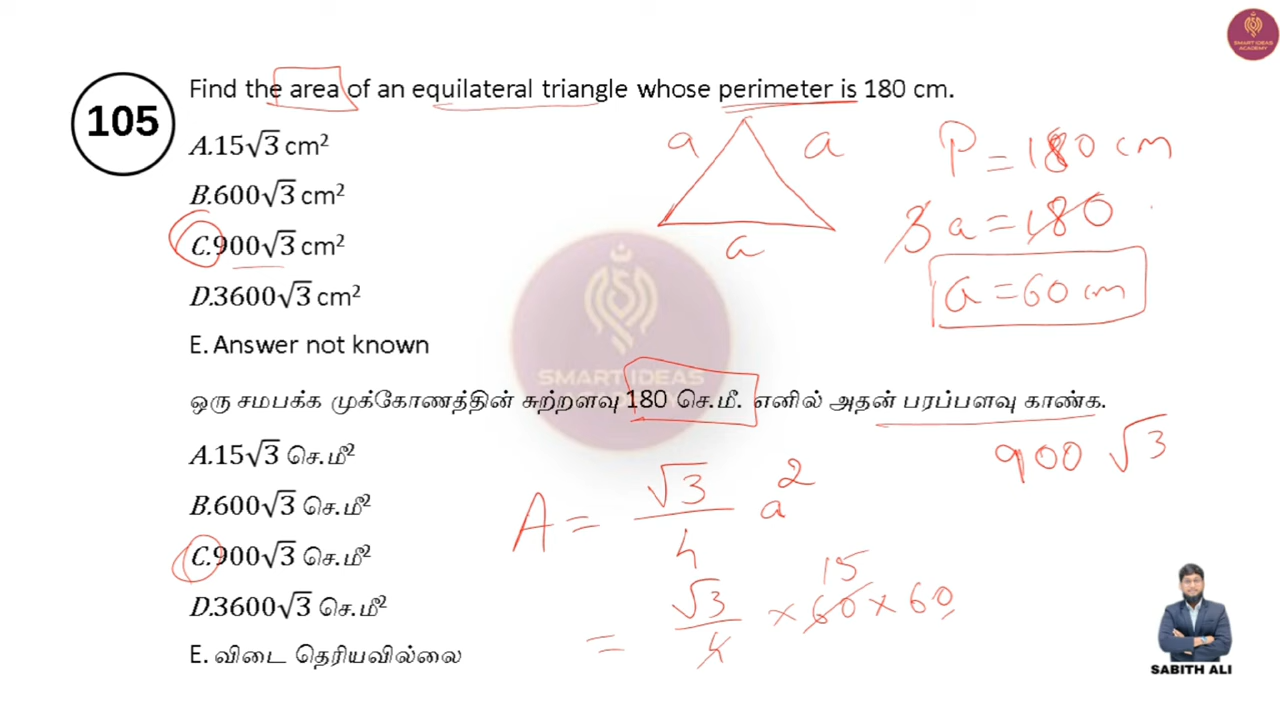 SMART IDEAS
ACADEMY
105
Find the area of an equilateral triangle whose perimeter is 180 cm.
A.15√3 cm²
B.600√3 cm²
C.900√3 cm²
D.3600√3 cm²
E. Answer not known
a
a
a
P = 180 cm
3a = 180
a = 60 cm
SMART IDEAS
ஒரு சமபக்க முக்கோணத்தின் சுற்றளவு 180 செ.மீ. எனில் அதன் பரப்பளவு காண்க.
A.15√3 செ.மீ²
B.600√3 செ.மீ²
C.900√3 செ.மீ²
D.3600√3 செ.மீ²
E. விடை தெரியவில்லை
900 √3
A = √3/4 a²
15
= √3/4 × 60 × 60
SABITH ALI